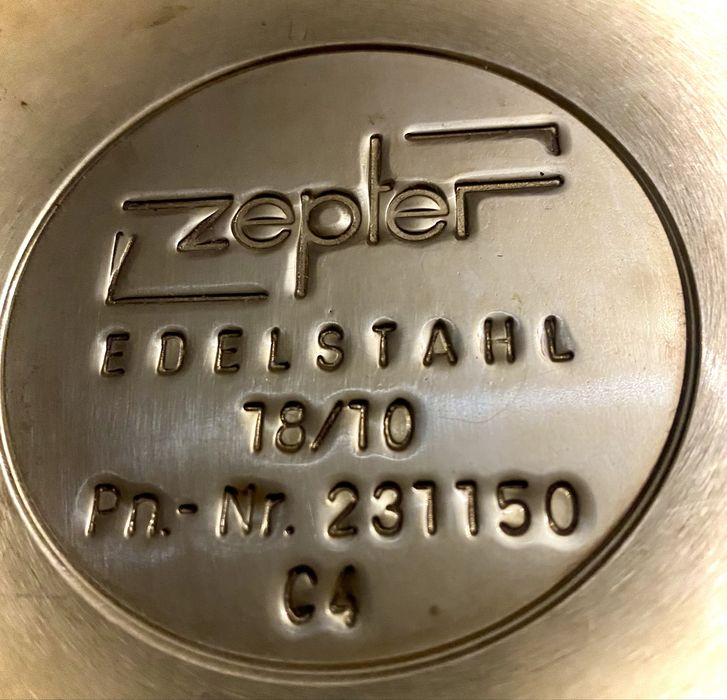 zepter
EDELSTAHL
18/10
Pn.-Nr. 231150
C4